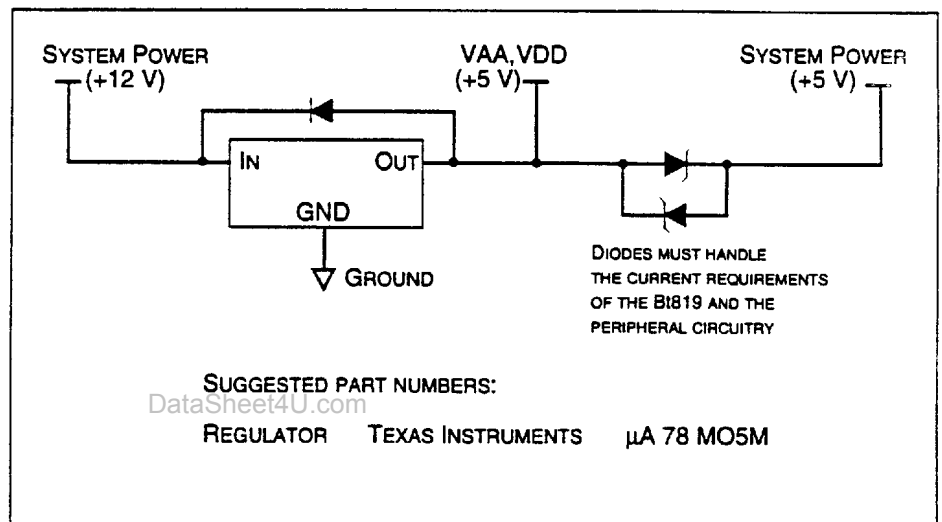 SYSTEM POWER
(+12 V)
VAA,VDD
(+5 V)
SYSTEM POWER
(+5 V)
IN
OUT
GND
GROUND
DIODES MUST HANDLE
THE CURRENT REQUIREMENTS
OF THE Bt819 AND THE
PERIPHERAL CIRCUITRY
SUGGESTED PART NUMBERS:
DataSheet4U.com
REGULATOR TEXAS INSTRUMENTS µA 78 MO5M